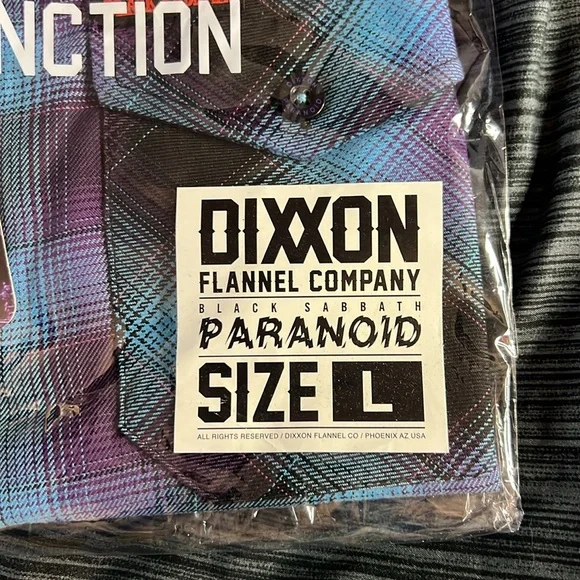 NCTION
DIXXON
FLANNEL COMPANY
BLACK SABBATH
PARANOID
SIZE L
ALL RIGHTS RESERVED / DIXXON FLANNEL CO / PHOENIX AZ USA